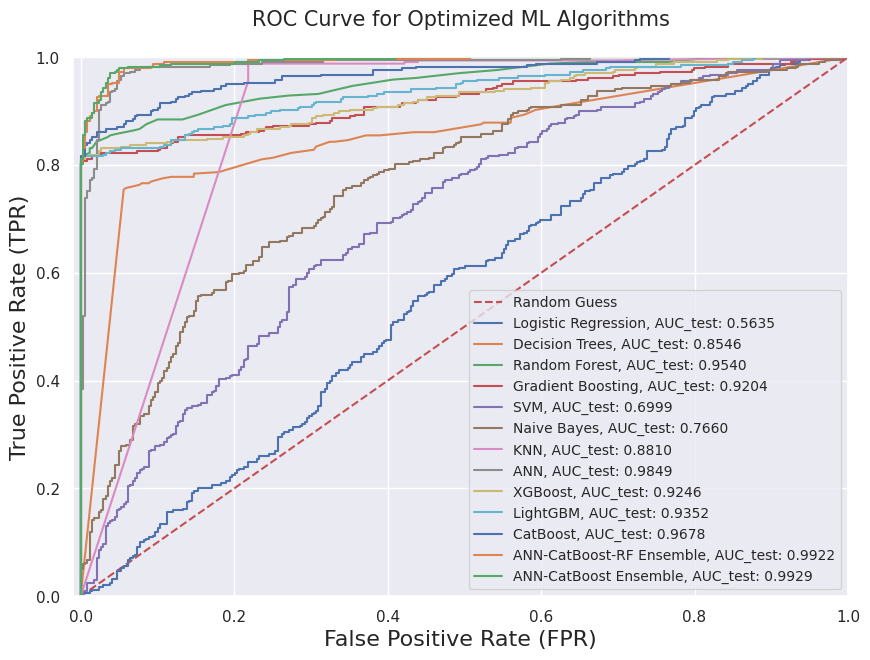 ROC Curve for Optimized ML Algorithms
True Positive Rate (TPR)
1.0
0.8
0.6
0.4
0.2
0.0
Random Guess
Logistic Regression, AUC_test: 0.5635
Decision Trees, AUC_test: 0.8546
Random Forest, AUC_test: 0.9540
Gradient Boosting, AUC_test: 0.9204
SVM, AUC_test: 0.6999
Naive Bayes, AUC_test: 0.7660
KNN, AUC_test: 0.8810
ANN, AUC_test: 0.9849
XGBoost, AUC_test: 0.9246
LightGBM, AUC_test: 0.9352
CatBoost, AUC_test: 0.9678
ANN-CatBoost-RF Ensemble, AUC_test: 0.9922
ANN-CatBoost Ensemble, AUC_test: 0.9929
0.0 0.2 0.4 0.6 0.8 1.0
False Positive Rate (FPR)